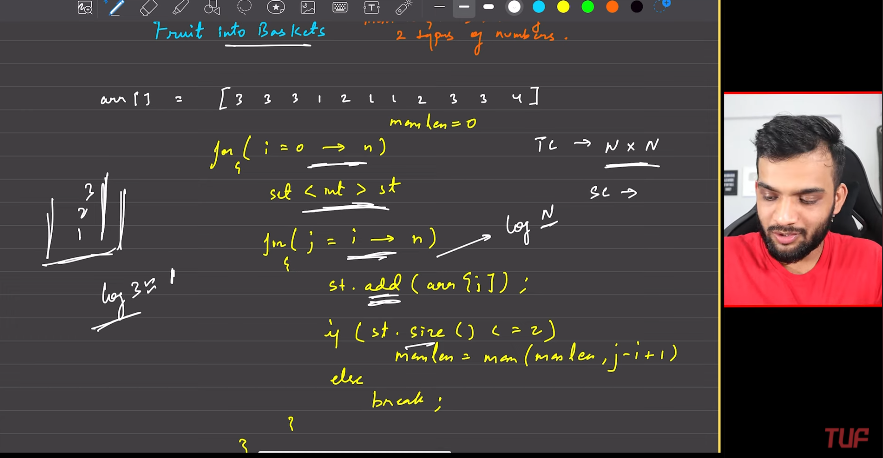 Fruit into Baskets
2 types of numbers.
arr[] = [3 3 3 1 2 1 1 2 3 3 4]
maxlen = 0
for( i = 0 → n)
{
TC → N x N
set < int > st
SC →
3
2
1
for( j = i → n)
{
log N
st. add (arr[j]);
log 3 ≈ 1
if (st. size () <= 2)
maxlen = max(maxlen, j-i+1)
else
break;
}
}
TUF